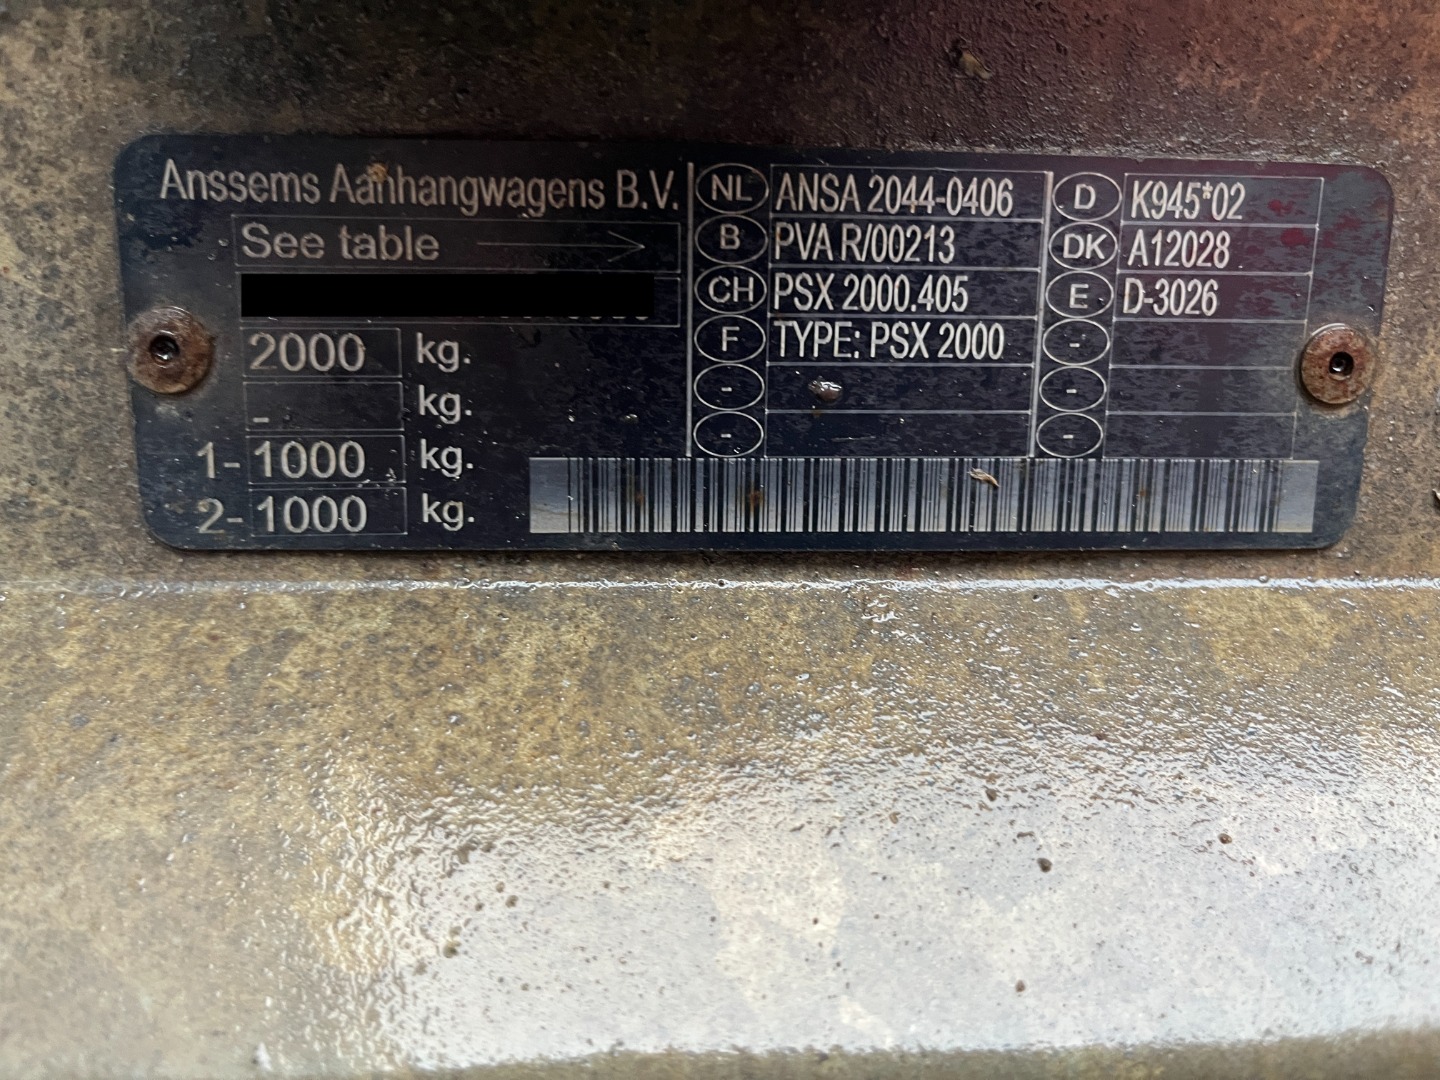 Anssems Aanhangwagens B.V.
See table
2000 kg.
- kg.
1- 1000 kg.
2- 1000 kg.
NL ANSA 2044-0406
B PVA R/00213
CH PSX 2000.405
F TYPE: PSX 2000
-
-
D K945*02
DK A12028
E D-3026
-
-
-